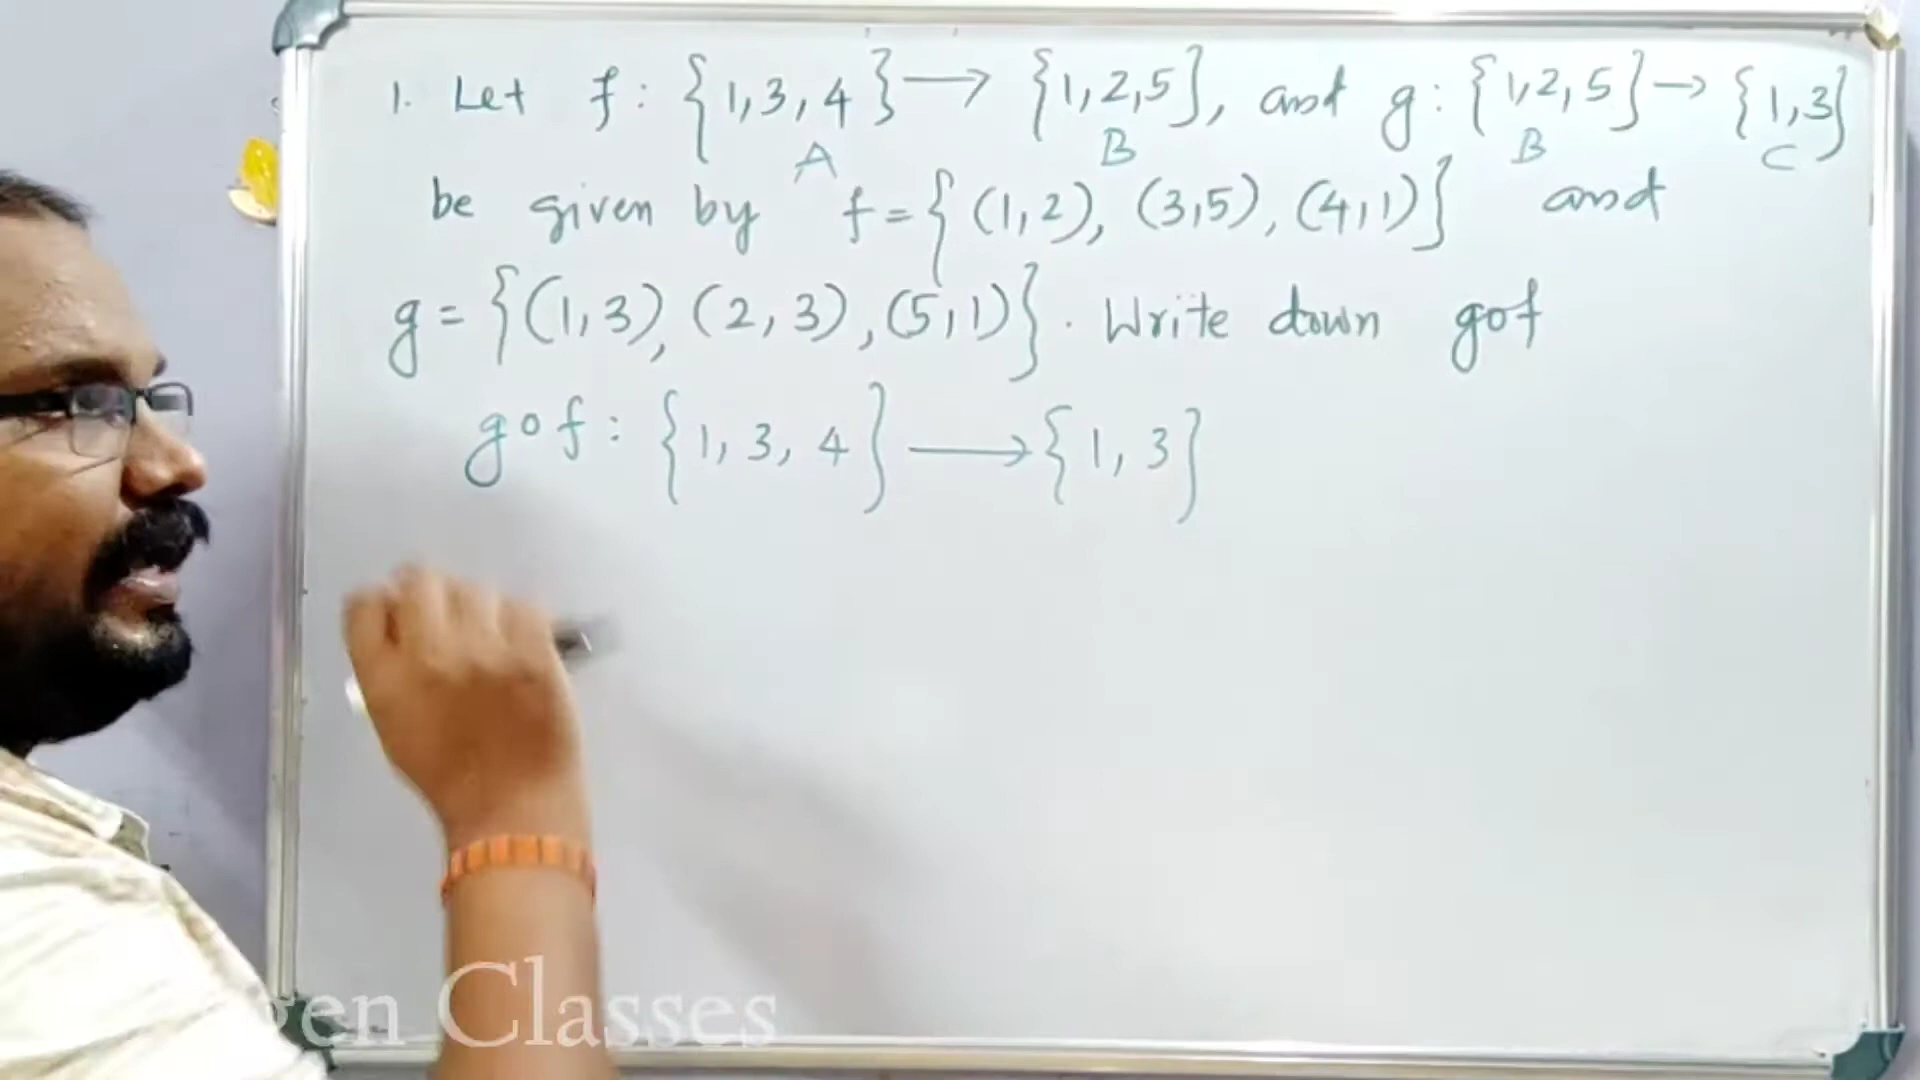 1. Let f: {1,3,4} → {1,2,5}, and g: {1,2,5} → {1,3}
A B B C
be given by f = {(1,2), (3,5), (4,1)} and
g = {(1,3), (2,3), (5,1)}. Write down gof
gof: {1, 3, 4} → {1, 3}
Classes